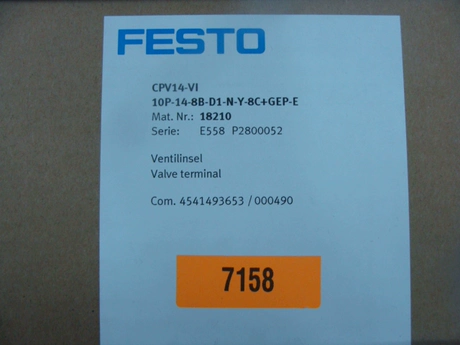 FESTO
CPV14-VI
10P-14-8B-D1-N-Y-8C+GEP-E
Mat. Nr.: 18210
Serie: E558 P2800052
Ventilinsel
Valve terminal
Com. 4541493653 / 000490
7158